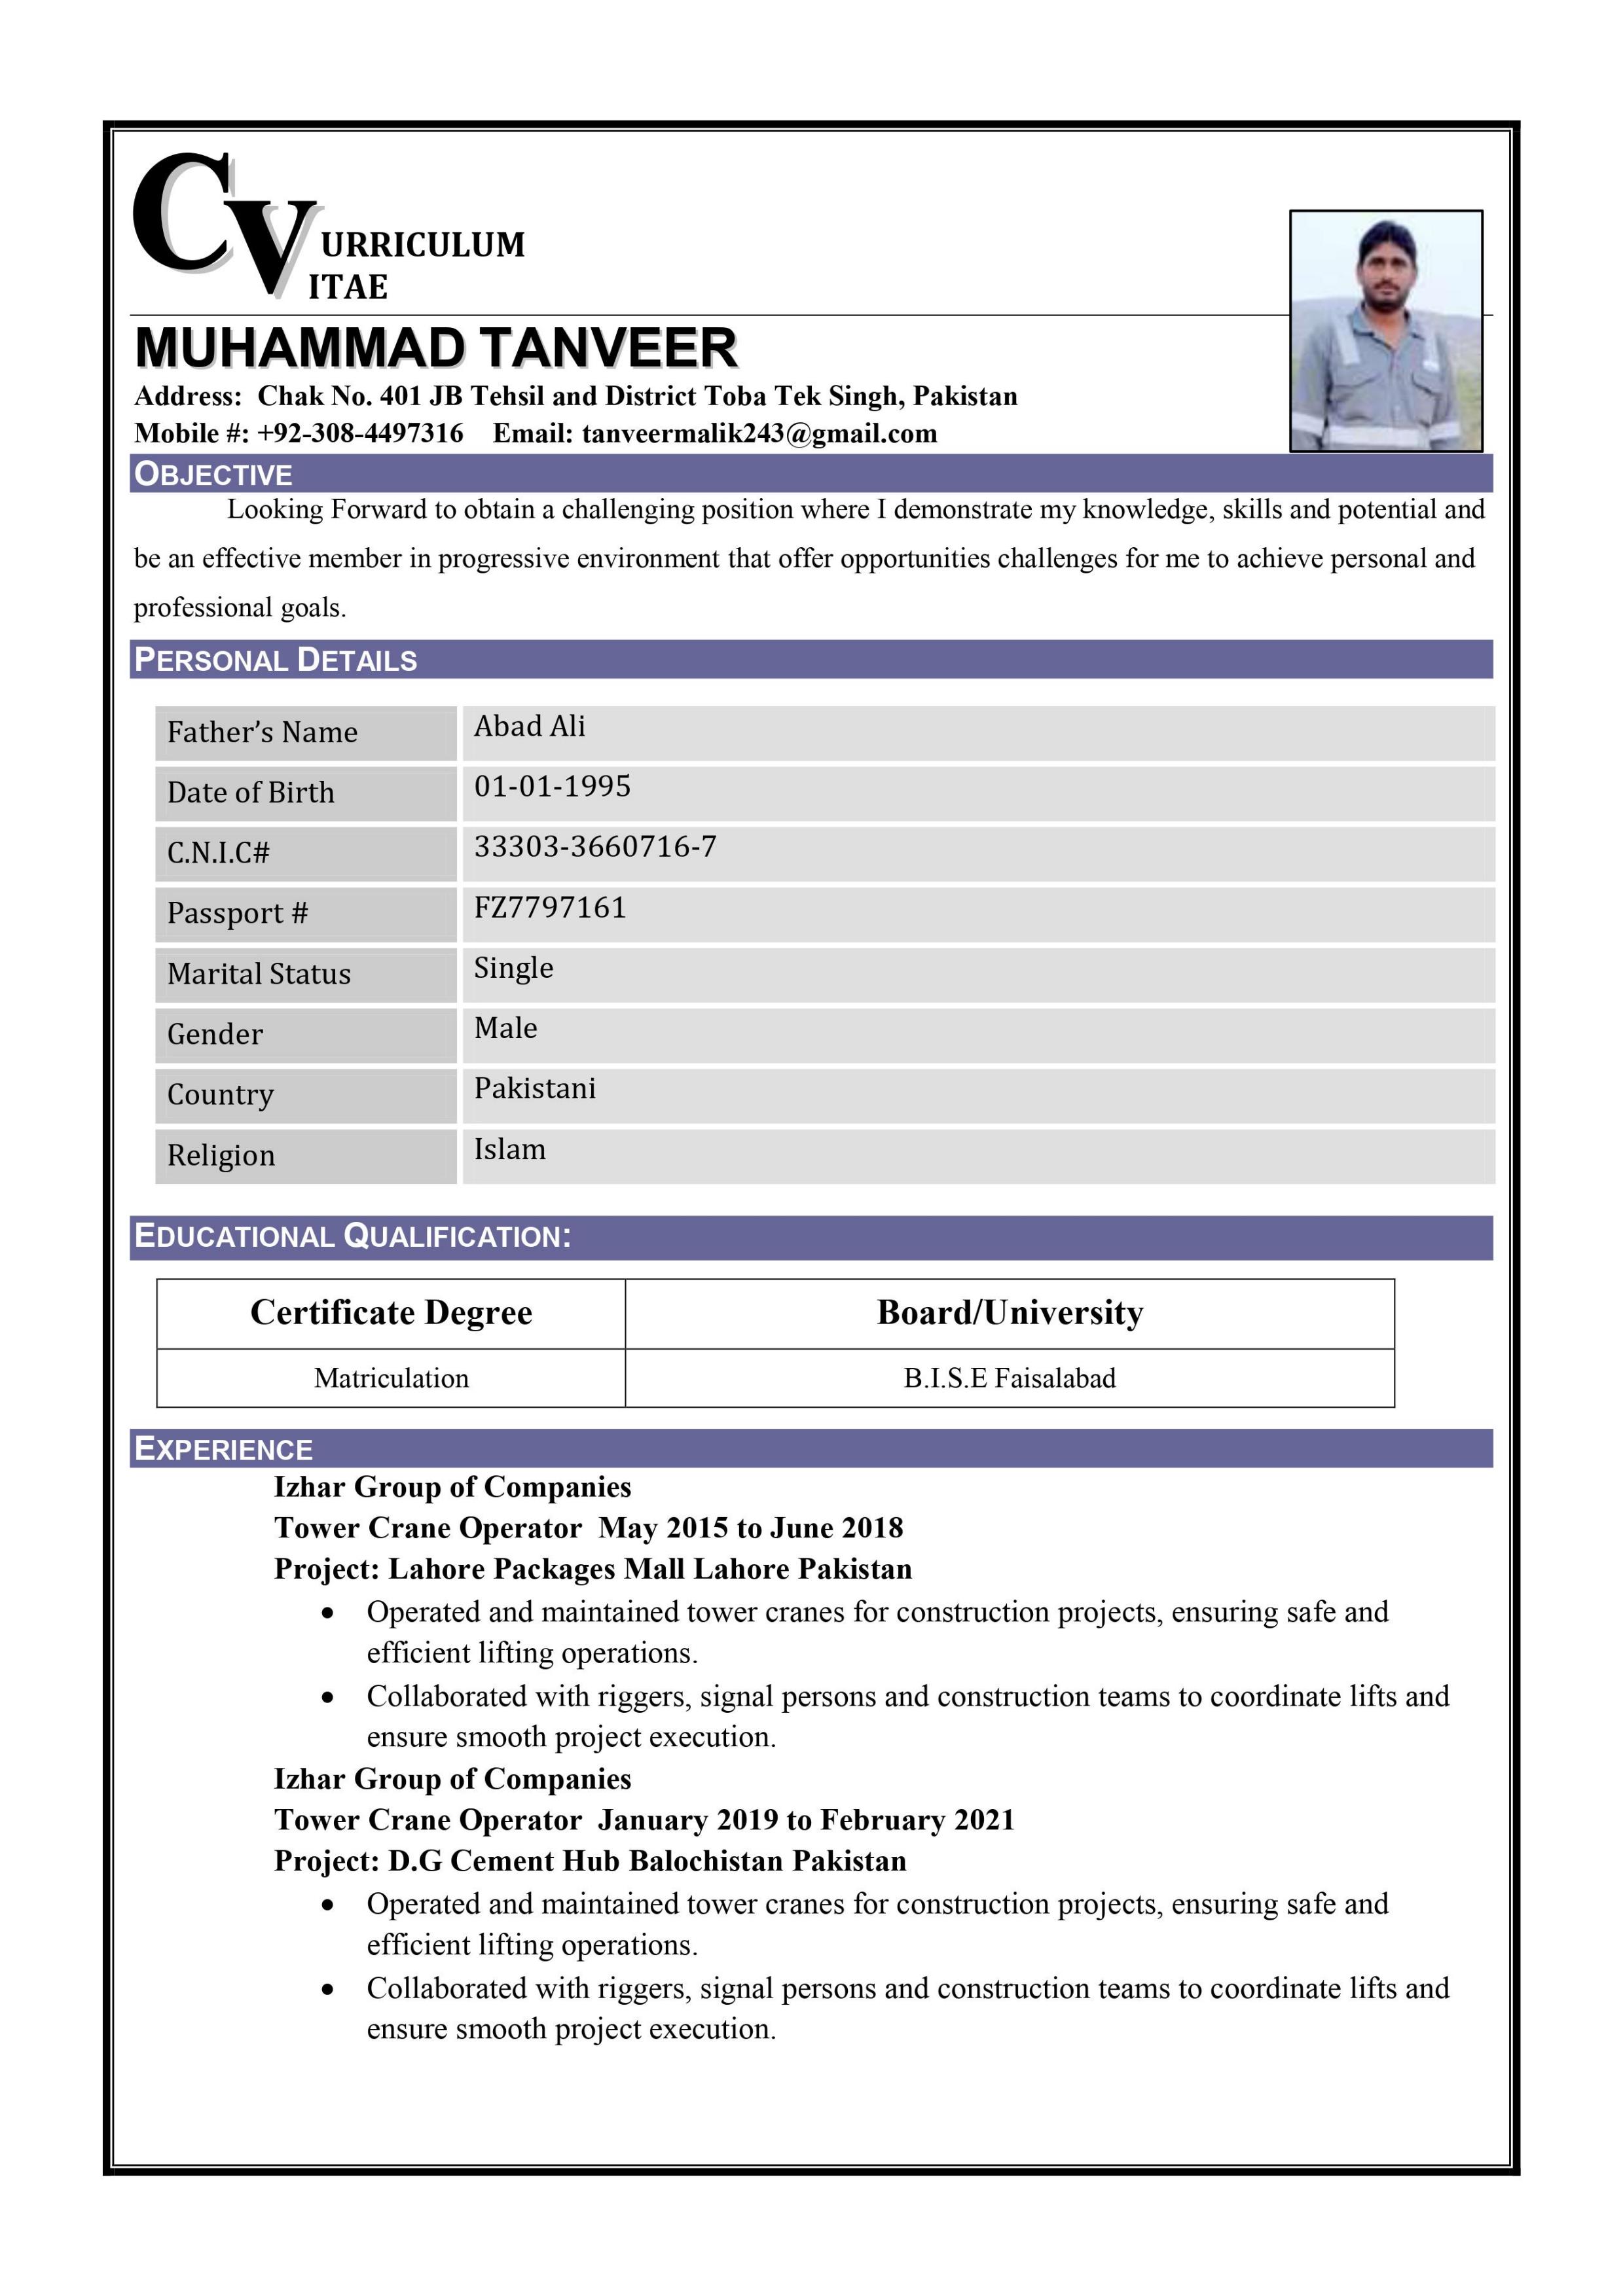 CURRICULUM
VITAE
MUHAMMAD TANVEER
Address: Chak No. 401 JB Tehsil and District Toba Tek Singh, Pakistan
Mobile #: +92-308-4497316 Email: tanveermalik243@gmail.com
OBJECTIVE
Looking Forward to obtain a challenging position where I demonstrate my knowledge, skills and potential and
be an effective member in progressive environment that offer opportunities challenges for me to achieve personal and
professional goals.
PERSONAL DETAILS
Father’s Name Abad Ali
Date of Birth 01-01-1995
C.N.I.C# 33303-3660716-7
Passport # FZ7797161
Marital Status Single
Gender Male
Country Pakistani
Religion Islam
EDUCATIONAL QUALIFICATION:
Certificate Degree Board/University
Matriculation B.I.S.E Faisalabad
EXPERIENCE
Izhar Group of Companies
Tower Crane Operator May 2015 to June 2018
Project: Lahore Packages Mall Lahore Pakistan
• Operated and maintained tower cranes for construction projects, ensuring safe and
efficient lifting operations.
• Collaborated with riggers, signal persons and construction teams to coordinate lifts and
ensure smooth project execution.
Izhar Group of Companies
Tower Crane Operator January 2019 to February 2021
Project: D.G Cement Hub Balochistan Pakistan
• Operated and maintained tower cranes for construction projects, ensuring safe and
efficient lifting operations.
• Collaborated with riggers, signal persons and construction teams to coordinate lifts and
ensure smooth project execution.